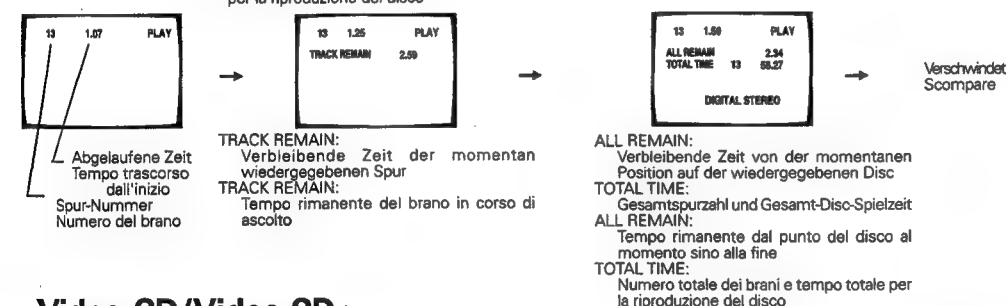 per la riproduzione del disco
13 1.07 PLAY
Abgelaufene Zeit
Tempo trascorso
dall'inizio
Spur-Nummer
Numero del brano
13 1.25 PLAY
TRACK REMAIN 2.59
TRACK REMAIN:
Verbleibende Zeit der momentan
wiedergegebenen Spur
TRACK REMAIN:
Tempo rimanente del brano in corso di
ascolto
13 1.50 PLAY
ALL REMAIN 2.34
TOTAL TIME 13 58.27
DIGITAL STEREO
ALL REMAIN:
Verbleibende Zeit von der momentanen
Position auf der wiedergegebenen Disc
TOTAL TIME:
Gesamtspurzahl und Gesamt-Disc-Spielzeit
ALL REMAIN:
Tempo rimanente dal punto del disco al
momento sino alla fine
TOTAL TIME:
Numero totale dei brani e tempo totale per
la riproduzione del disco
Verschwindet
Scompare